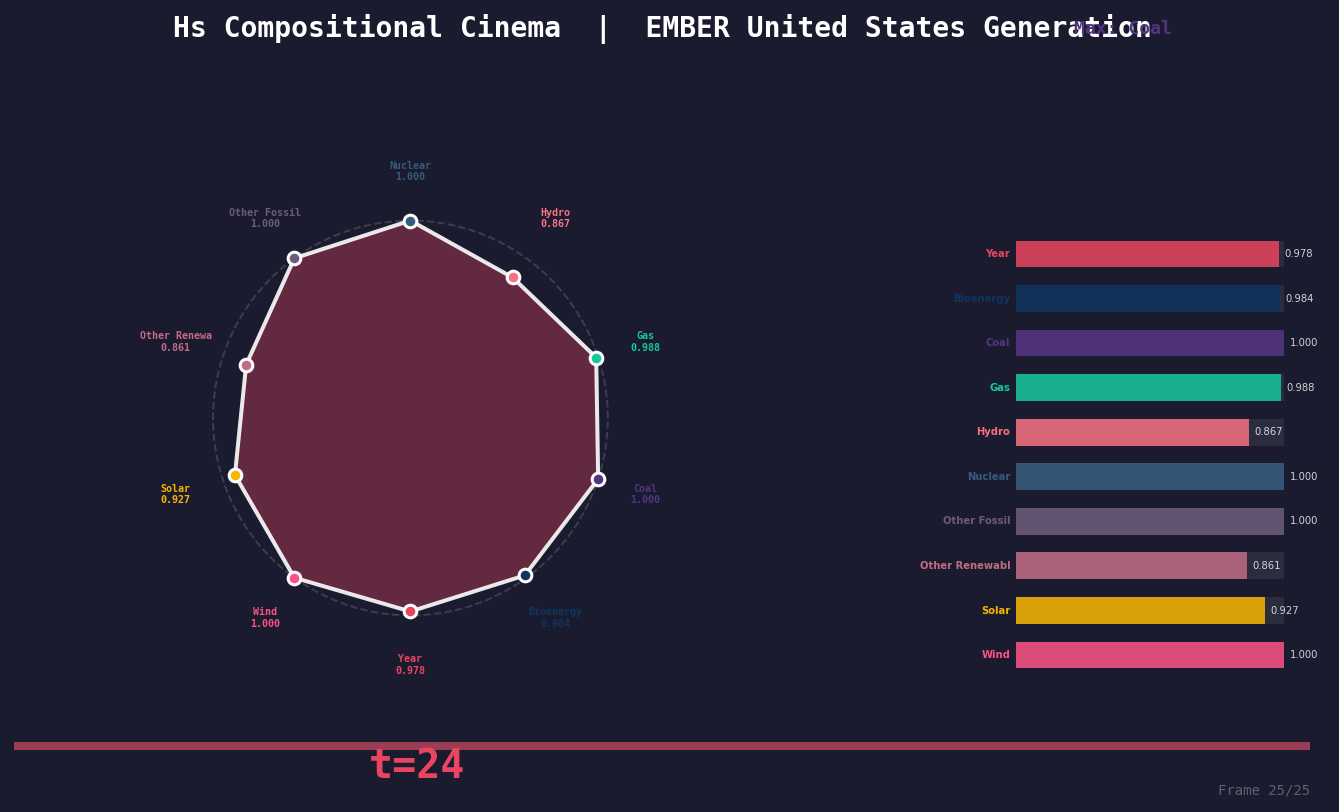 Hs Compositional Cinema | EMBER United States Generation
Max: Coal
Nuclear
1.000
Other Fossil
1.000
Hydro
0.867
Other Renewa
0.861
Gas
0.988
Solar
0.927
Coal
1.000
Wind
1.000
Bioenergy
0.984
Year
0.978
Year 0.978
Bioenergy 0.984
Coal 1.000
Gas 0.988
Hydro 0.867
Nuclear 1.000
Other Fossil 1.000
Other Renewabl 0.861
Solar 0.927
Wind 1.000
t=24
Frame 25/25